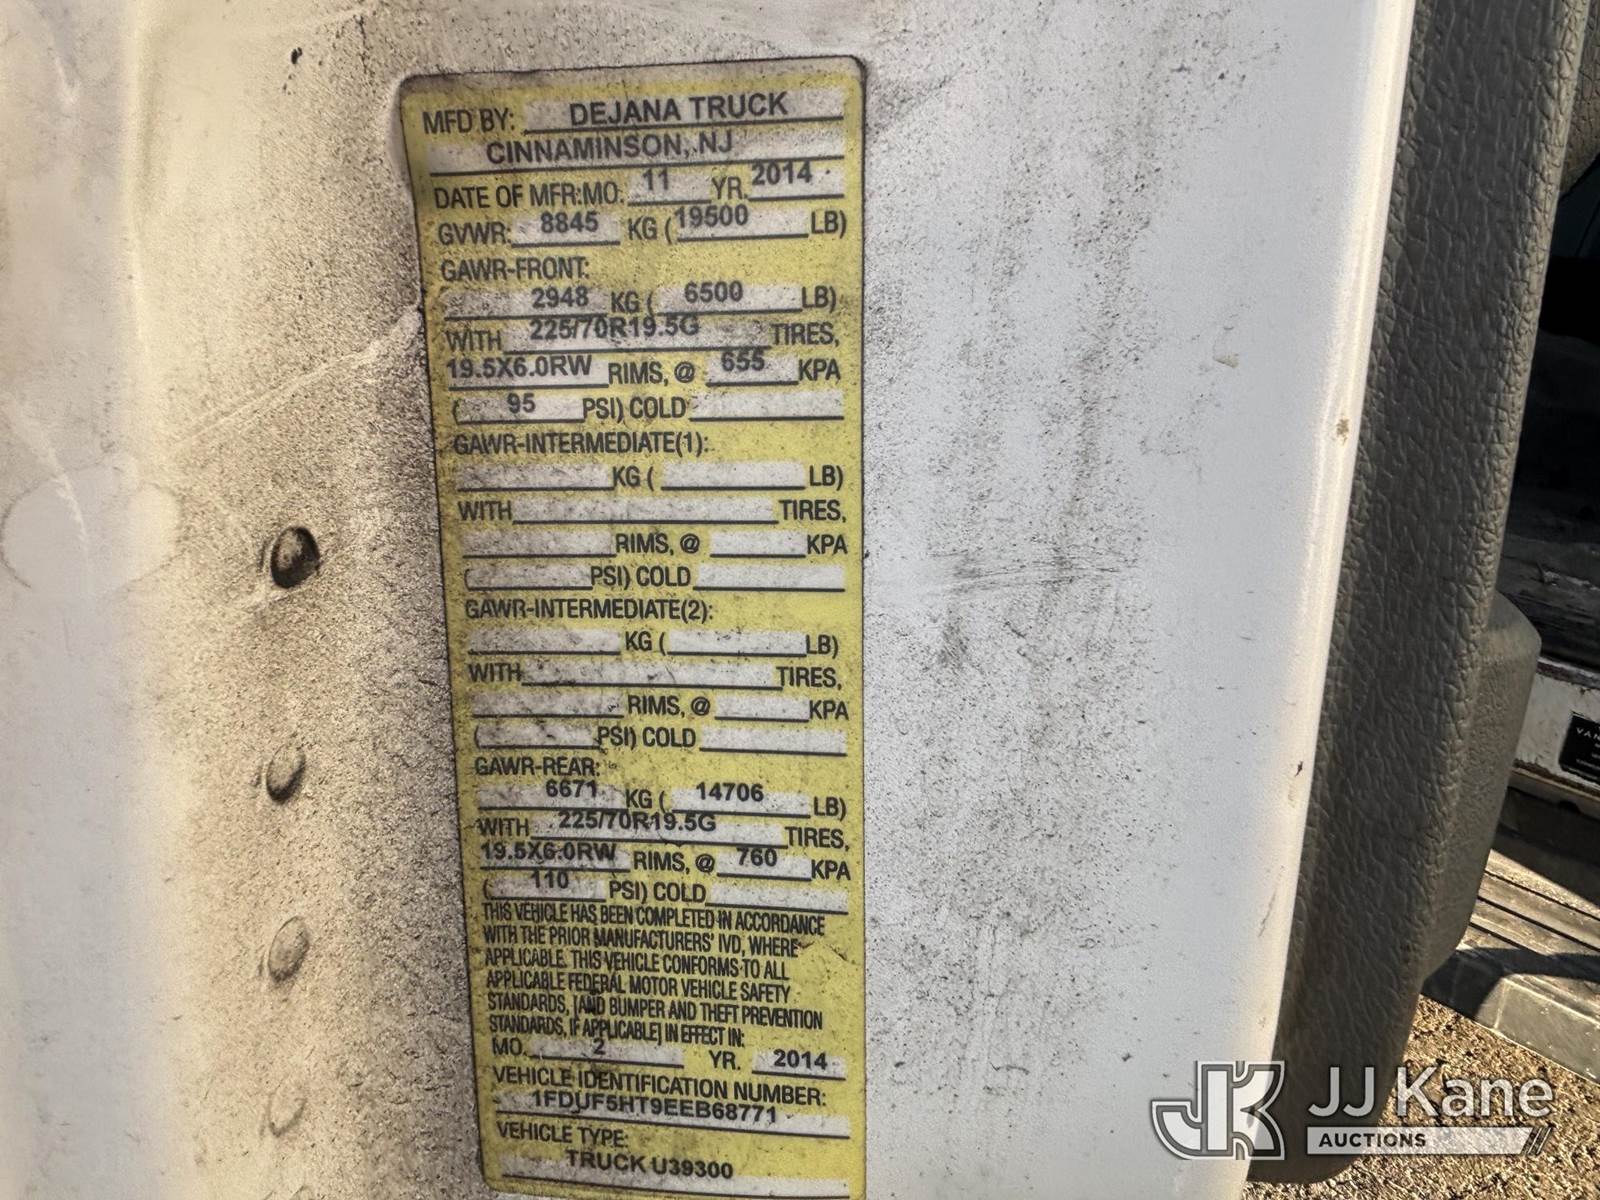 MFD BY: DEJANA TRUCK
CINNAMINSON, NJ
DATE OF MFR:MO. 11 YR. 2014
GVWR: 8845 KG ( 19500 LB)
GAWR-FRONT:
2948 KG ( 6500 LB)
WITH 225/70R19.5G TIRES,
19.5X6.0RW RIMS, @ 655 KPA
( 95 PSI) COLD
GAWR-INTERMEDIATE(1):
KG ( LB)
WITH TIRES,
RIMS, @ KPA
( PSI) COLD
GAWR-INTERMEDIATE(2):
KG ( LB)
WITH TIRES,
RIMS, @ KPA
( PSI) COLD
GAWR-REAR:
6671 KG ( 14706 LB)
WITH 225/70R19.5G TIRES,
19.5X6.0RW RIMS, @ 760 KPA
( 110 PSI) COLD
THIS VEHICLE HAS BEEN COMPLETED IN ACCORDANCE
WITH THE PRIOR MANUFACTURERS' IVD, WHERE
APPLICABLE. THIS VEHICLE CONFORMS TO ALL
APPLICABLE FEDERAL MOTOR VEHICLE SAFETY
STANDARDS, [AND BUMPER AND THEFT PREVENTION
STANDARDS, IF APPLICABLE] IN EFFECT IN:
MO. 2 YR. 2014
VEHICLE IDENTIFICATION NUMBER:
1FDUF5HT9EEB68771
VEHICLE TYPE:
TRUCK U39300
VAN
JK JJ Kane
AUCTIONS